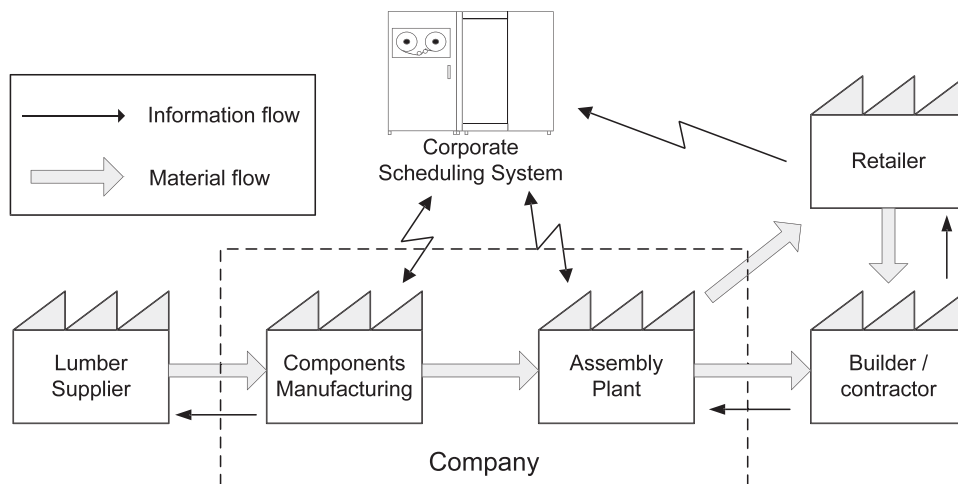 Information flow
Material flow
Corporate
Scheduling System
Retailer
Lumber
Supplier
Components
Manufacturing
Assembly
Plant
Builder /
contractor
Company